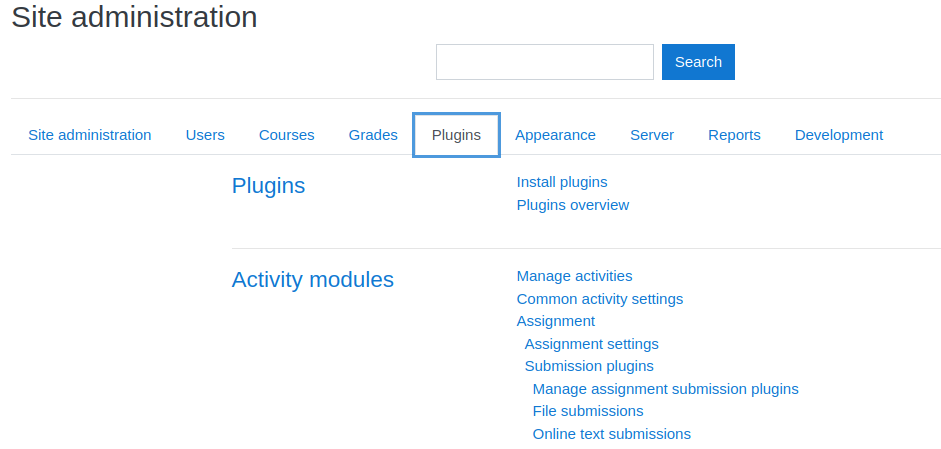 Site administration
Search
Site administration Users Courses Grades Plugins Appearance Server Reports Development
Plugins
Install plugins
Plugins overview
Activity modules
Manage activities
Common activity settings
Assignment
Assignment settings
Submission plugins
Manage assignment submission plugins
File submissions
Online text submissions